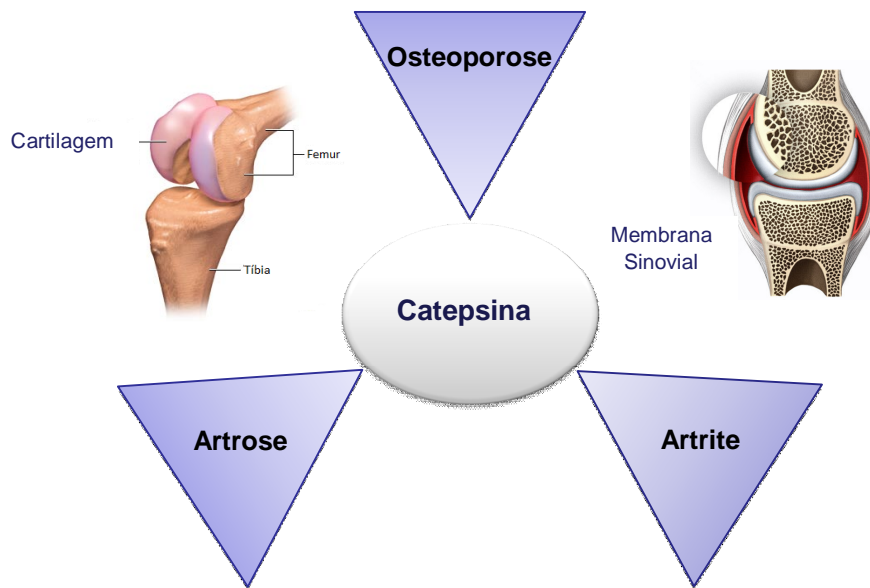 Osteoporose
Cartilagem
Femur
Tíbia
Membrana
Sinovial
Catepsina
Artrose
Artrite